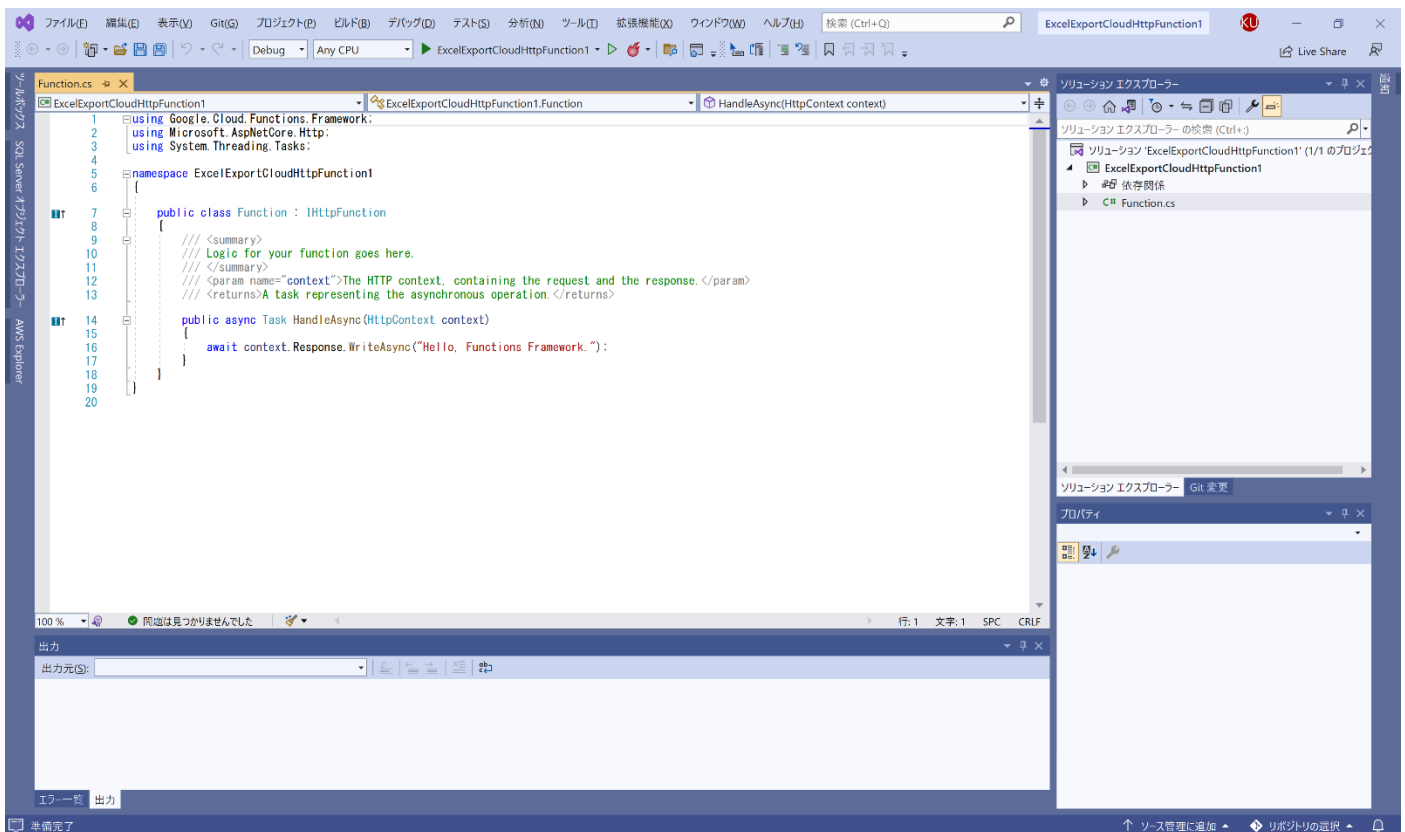 ファイル(F) 編集(E) 表示(V) Git(G) プロジェクト(P) ビルド(B) デバッグ(D) テスト(S) 分析(N) ツール(T) 拡張機能(X) ウィンドウ(W) ヘルプ(H) 検索 (Ctrl+Q) ExcelExportCloudHttpFunction1 KU
Debug Any CPU ExcelExportCloudHttpFunction1 Live Share
ツールボックス
SQL Server オブジェクト エクスプローラー
AWS Explorer
Function.cs
ExcelExportCloudHttpFunction1 ExcelExportCloudHttpFunction1.Function HandleAsync(HttpContext context)
1 using Google.Cloud.Functions.Framework;
2 using Microsoft.AspNetCore.Http;
3 using System.Threading.Tasks;
4
5 namespace ExcelExportCloudHttpFunction1
6 {
7 public class Function : IHttpFunction
8 {
9 /// <summary>
10 /// Logic for your function goes here.
11 /// </summary>
12 /// <param name="context">The HTTP context, containing the request and the response.</param>
13 /// <returns>A task representing the asynchronous operation.</returns>
14 public async Task HandleAsync(HttpContext context)
15 {
16 await context.Response.WriteAsync("Hello, Functions Framework.");
17 }
18 }
19 }
20
100 % 問題は見つかりませんでした 行: 1 文字: 1 SPC CRLF
出力
出力元(S):
エラー一覧 出力
ソリューション エクスプローラー
ソリューション エクスプローラー の検索 (Ctrl+;)
ソリューション 'ExcelExportCloudHttpFunction1' (1/1 のプロジェク
ExcelExportCloudHttpFunction1
依存関係
C# Function.cs
ソリューション エクスプローラー Git 変更
プロパティ
通知
準備完了 ソース管理に追加 リポジトリの選択